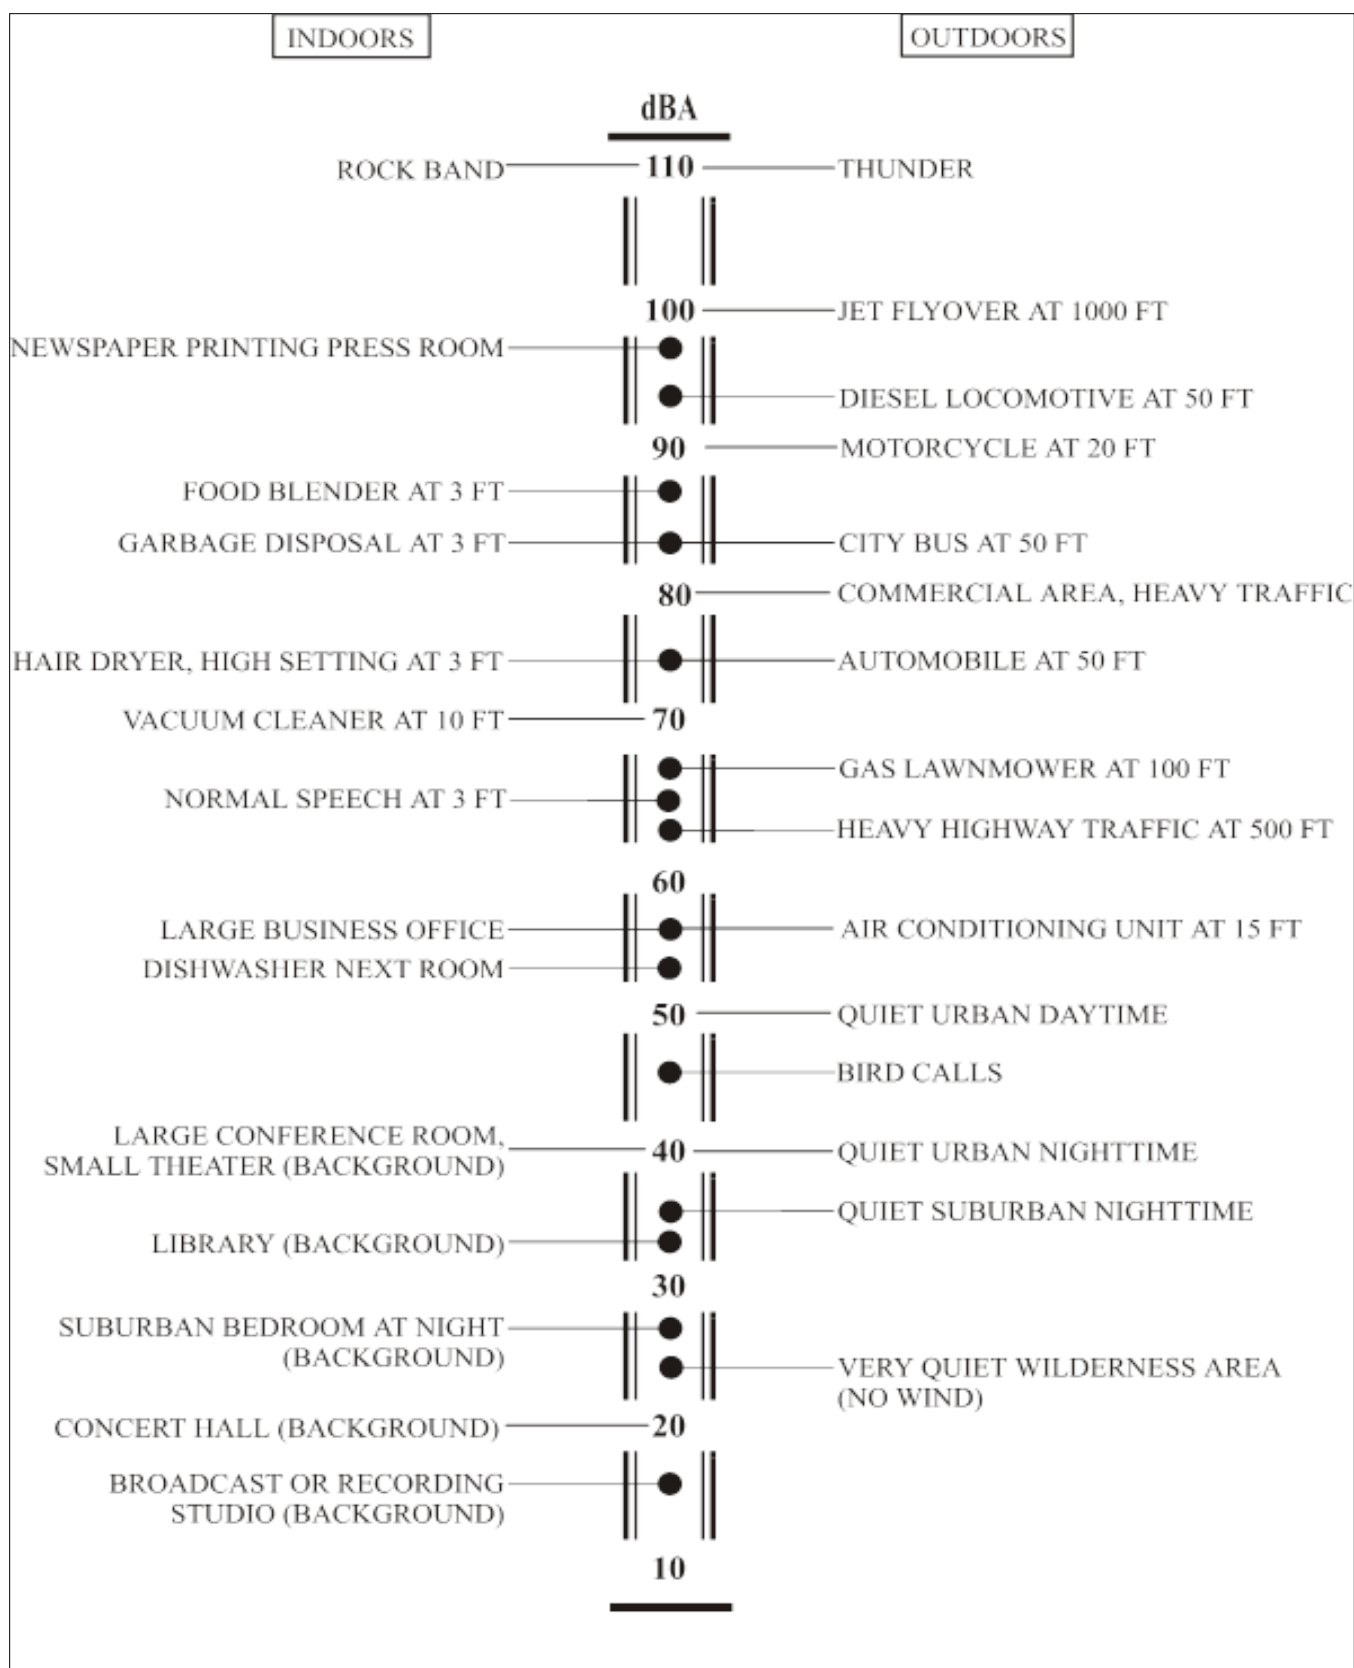 INDOORS
OUTDOORS
dBA
ROCK BAND 110 THUNDER
100 JET FLYOVER AT 1000 FT
NEWSPAPER PRINTING PRESS ROOM
DIESEL LOCOMOTIVE AT 50 FT
90 MOTORCYCLE AT 20 FT
FOOD BLENDER AT 3 FT
GARBAGE DISPOSAL AT 3 FT CITY BUS AT 50 FT
80 COMMERCIAL AREA, HEAVY TRAFFIC
HAIR DRYER, HIGH SETTING AT 3 FT AUTOMOBILE AT 50 FT
VACUUM CLEANER AT 10 FT 70
GAS LAWNMOWER AT 100 FT
NORMAL SPEECH AT 3 FT
HEAVY HIGHWAY TRAFFIC AT 500 FT
60
LARGE BUSINESS OFFICE AIR CONDITIONING UNIT AT 15 FT
DISHWASHER NEXT ROOM
50 QUIET URBAN DAYTIME
BIRD CALLS
LARGE CONFERENCE ROOM,
SMALL THEATER (BACKGROUND) 40 QUIET URBAN NIGHTTIME
QUIET SUBURBAN NIGHTTIME
LIBRARY (BACKGROUND)
30
SUBURBAN BEDROOM AT NIGHT
(BACKGROUND)
VERY QUIET WILDERNESS AREA
(NO WIND)
CONCERT HALL (BACKGROUND) 20
BROADCAST OR RECORDING
STUDIO (BACKGROUND)
10